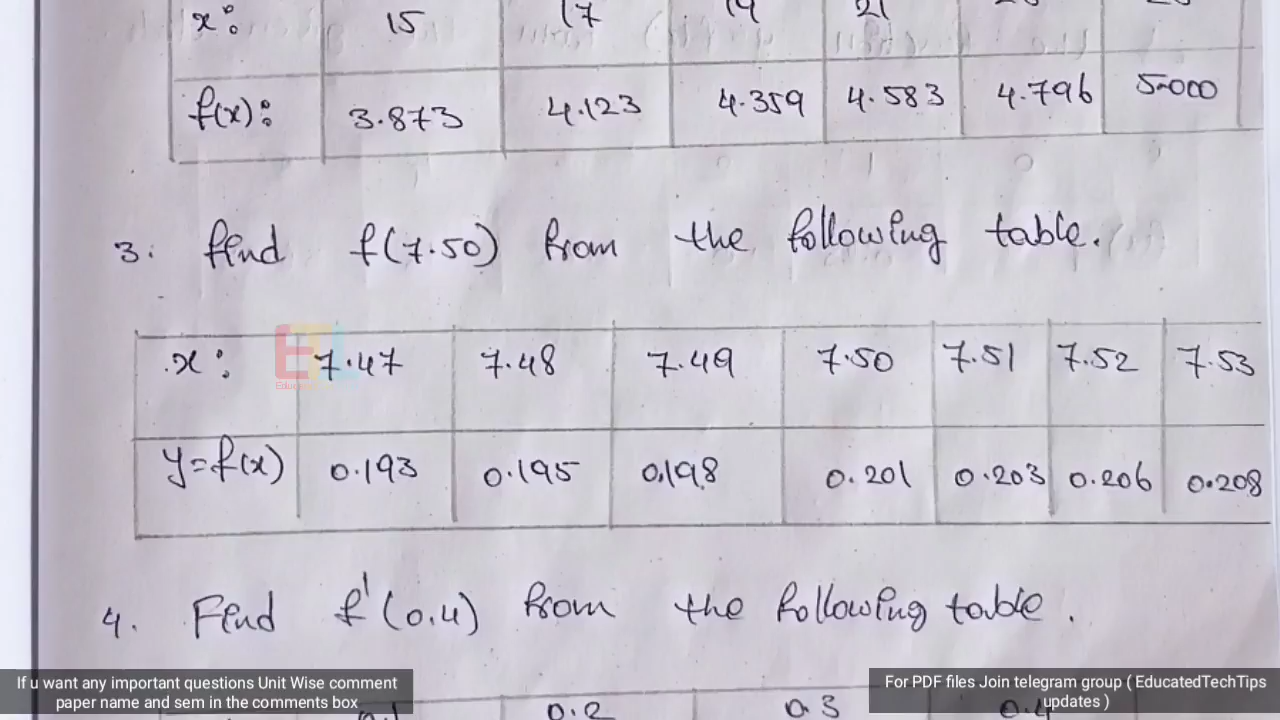 x: 15 17 19 21
f(x): 3.873 4.123 4.359 4.583 4.796 5.000
3. find f(7.50) from the following table.
x: 7.47 7.48 7.49 7.50 7.51 7.52 7.53
y=f(x) 0.193 0.195 0.198 0.201 0.203 0.206 0.208
4. Find f'(0.4) from the following table.
0.1 0.2 0.3 0.4
If u want any important questions Unit Wise comment
paper name and sem in the comments box
For PDF files Join telegram group ( EducatedTechTips
updates )